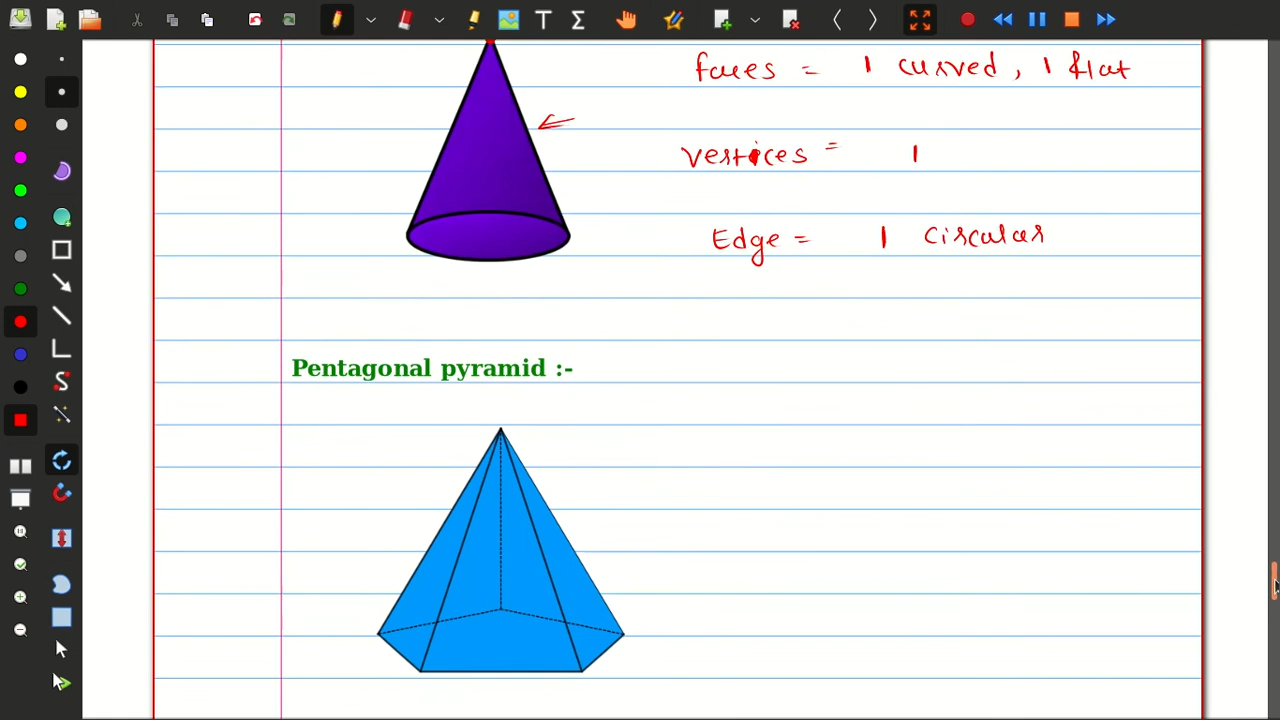 faces = 1 curved, 1 flat
vertices = 1
Edge = 1 circular
Pentagonal pyramid :-